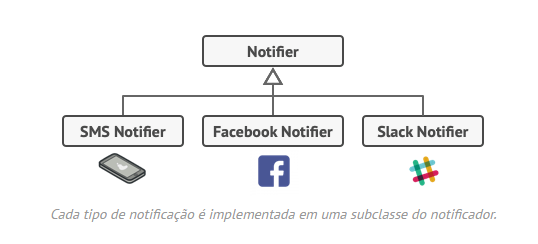 Notifier
SMS Notifier
Facebook Notifier
Slack Notifier
Cada tipo de notificação é implementada em uma subclasse do notificador.